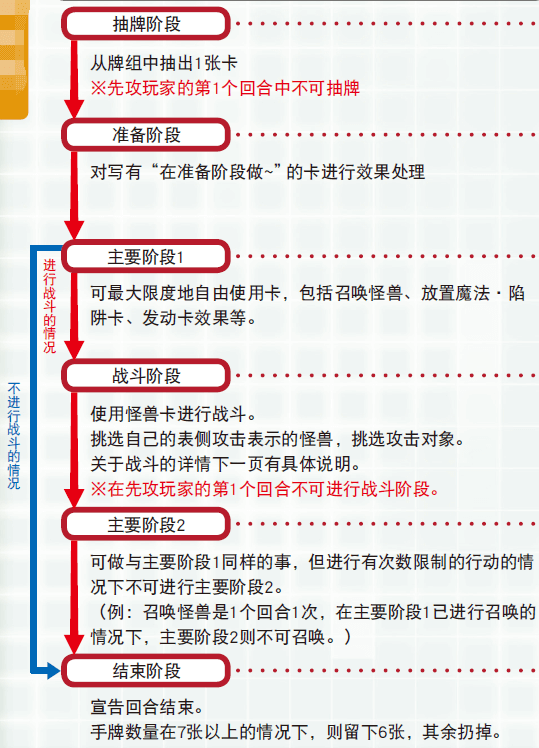 抽牌阶段
从牌组中抽出1张卡
※先攻玩家的第1个回合中不可抽牌
准备阶段
对写有“在准备阶段做~”的卡进行效果处理
主要阶段1
进行战斗的情况
可最大限度地自由使用卡，包括召唤怪兽、放置魔法·陷
阱卡、发动卡效果等。
战斗阶段
不进行战斗的情况
使用怪兽卡进行战斗。
挑选自己的表侧攻击表示的怪兽，挑选攻击对象。
关于战斗的详情下一页有具体说明。
※在先攻玩家的第1个回合不可进行战斗阶段。
主要阶段2
可做与主要阶段1同样的事，但进行有次数限制的行动的情
况下不可进行主要阶段2。
（例：召唤怪兽是1个回合1次，在主要阶段1已进行召唤的
情况下，主要阶段2则不可召唤。）
结束阶段
宣告回合结束。
手牌数量在7张以上的情况下，则留下6张，其余扔掉。